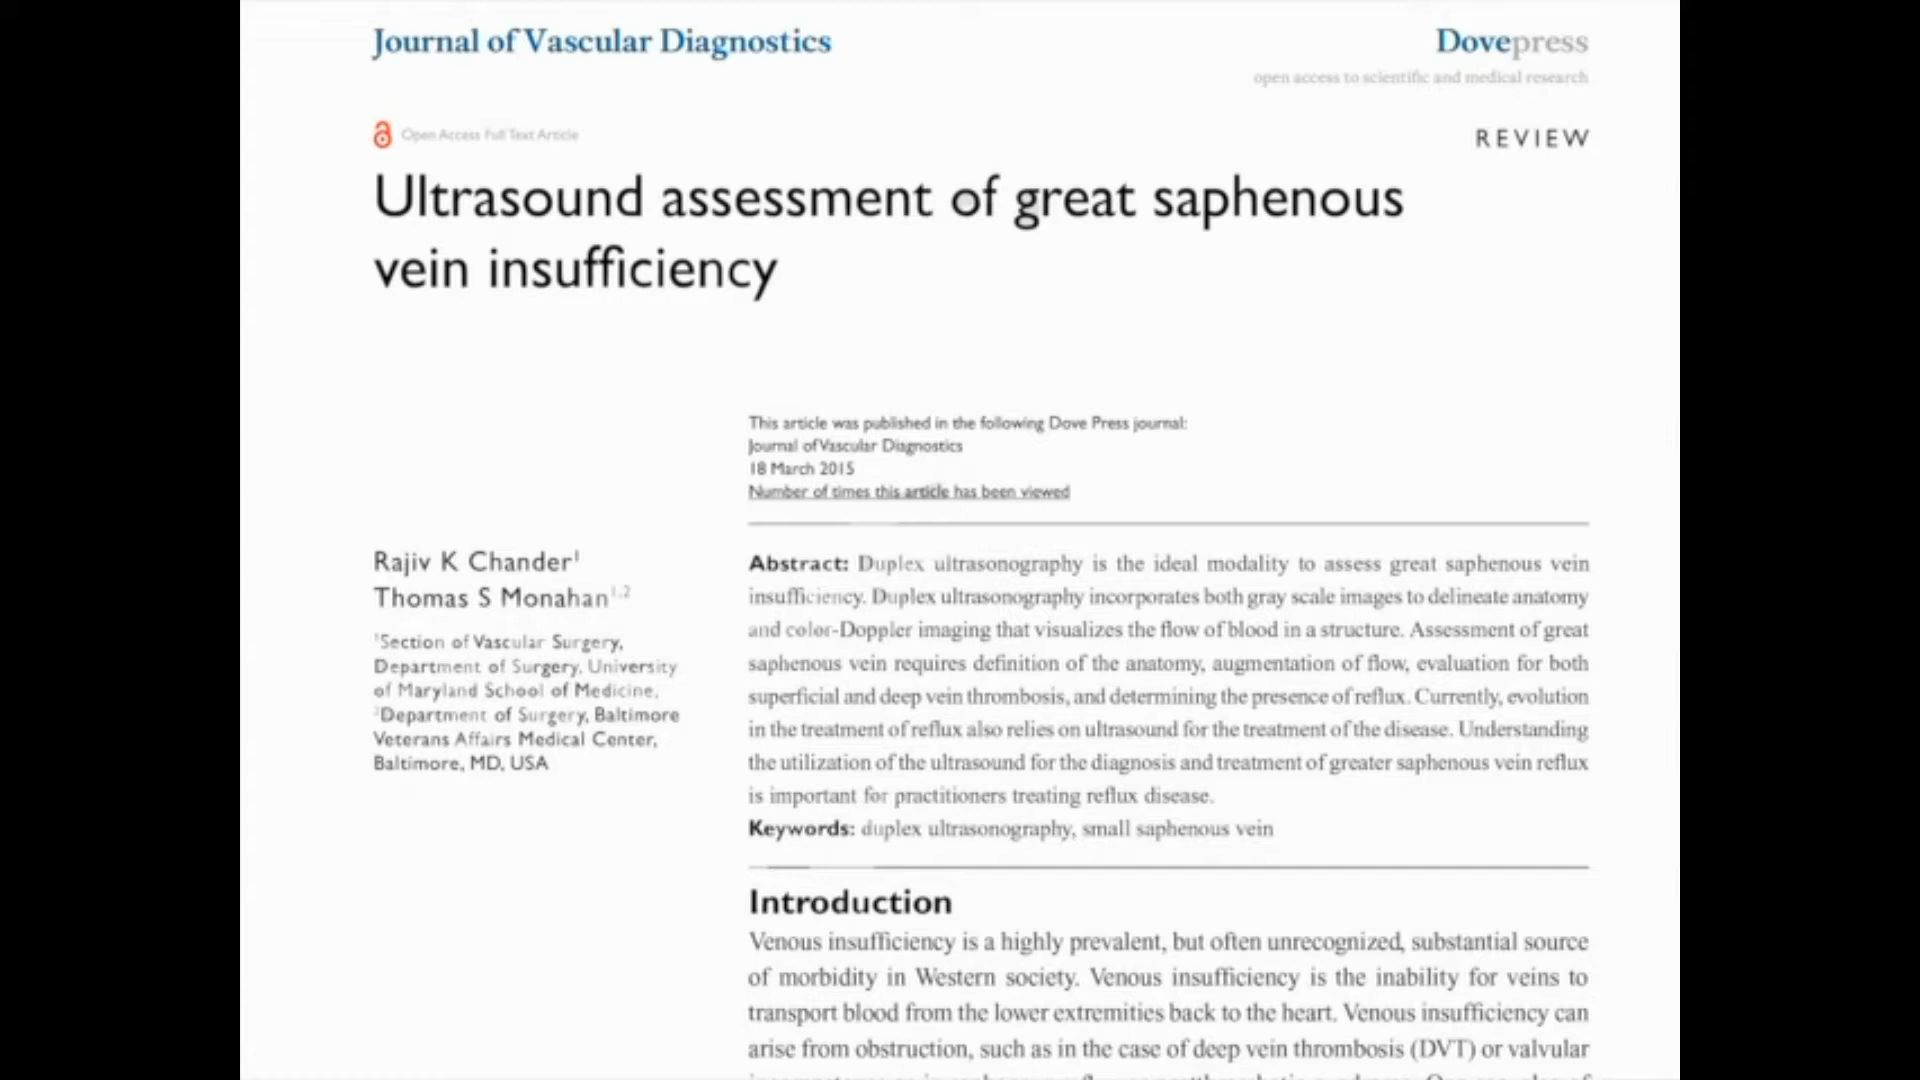 Journal of Vascular Diagnostics
Dovepress
open access to scientific and medical research
Open Access Full Text Article
REVIEW
Ultrasound assessment of great saphenous
vein insufficiency
This article was published in the following Dove Press journal:
Journal of Vascular Diagnostics
18 March 2015
Number of times this article has been viewed
Rajiv K Chander¹
Thomas S Monahan¹,²
¹Section of Vascular Surgery,
Department of Surgery, University
of Maryland School of Medicine,
²Department of Surgery, Baltimore
Veterans Affairs Medical Center,
Baltimore, MD, USA
Abstract: Duplex ultrasonography is the ideal modality to assess great saphenous vein
insufficiency. Duplex ultrasonography incorporates both gray scale images to delineate anatomy
and color-Doppler imaging that visualizes the flow of blood in a structure. Assessment of great
saphenous vein requires definition of the anatomy, augmentation of flow, evaluation for both
superficial and deep vein thrombosis, and determining the presence of reflux. Currently, evolution
in the treatment of reflux also relies on ultrasound for the treatment of the disease. Understanding
the utilization of the ultrasound for the diagnosis and treatment of greater saphenous vein reflux
is important for practitioners treating reflux disease.
Keywords: duplex ultrasonography, small saphenous vein
Introduction
Venous insufficiency is a highly prevalent, but often unrecognized, substantial source
of morbidity in Western society. Venous insufficiency is the inability for veins to
transport blood from the lower extremities back to the heart. Venous insufficiency can
arise from obstruction, such as in the case of deep vein thrombosis (DVT) or valvular